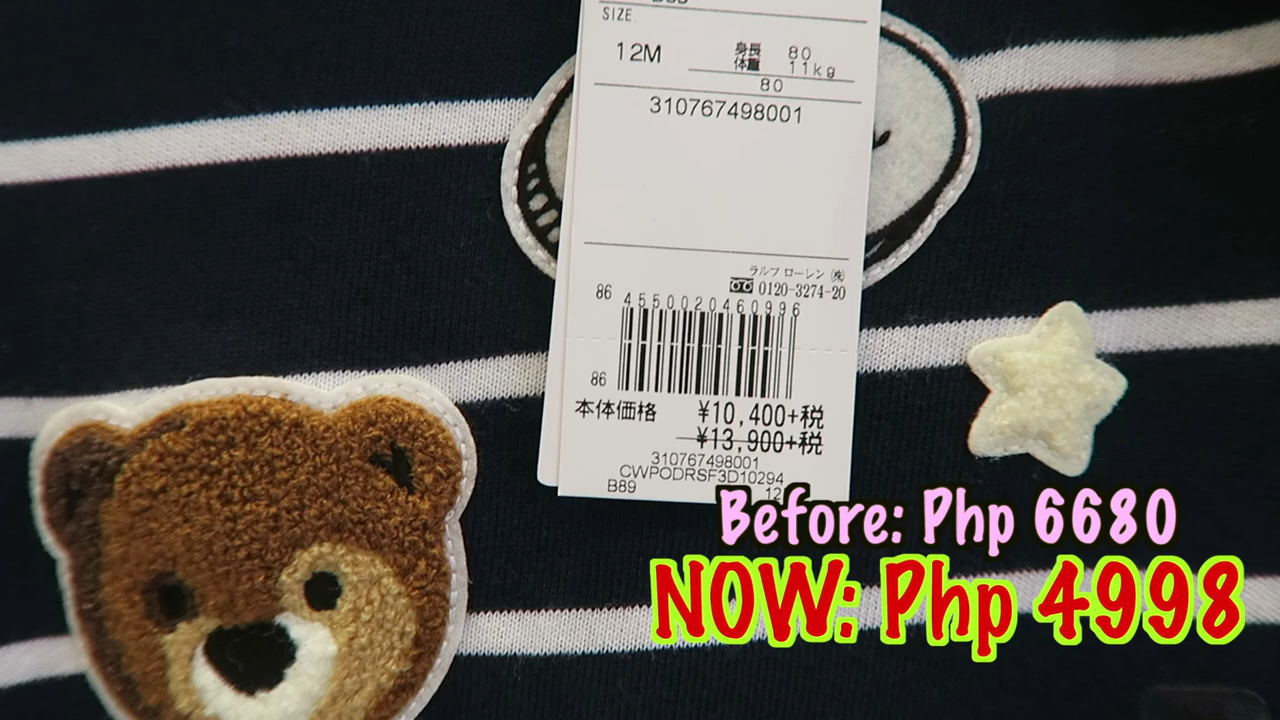 SIZE.
12M
身長 80
体重 11kg
80
310767498001
ラルフ ローレン ㈱
0120-3274-20
86
4550020460996
86
本体価格 ¥10,400+税
¥13,900+税
310767498001
CWPODRSF3D10294
B89 12
Before: Php 6680
NOW: Php 4998